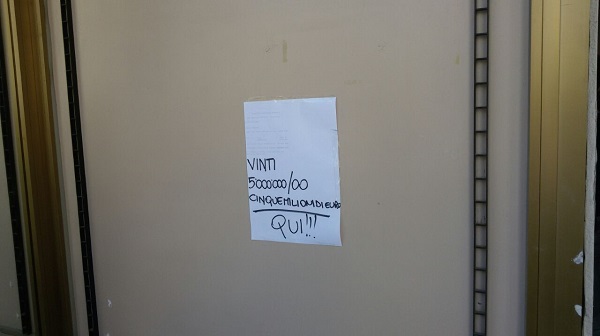 VINTI
5000000/00
CINQUEMILIONIDIEURO
QUI!!!